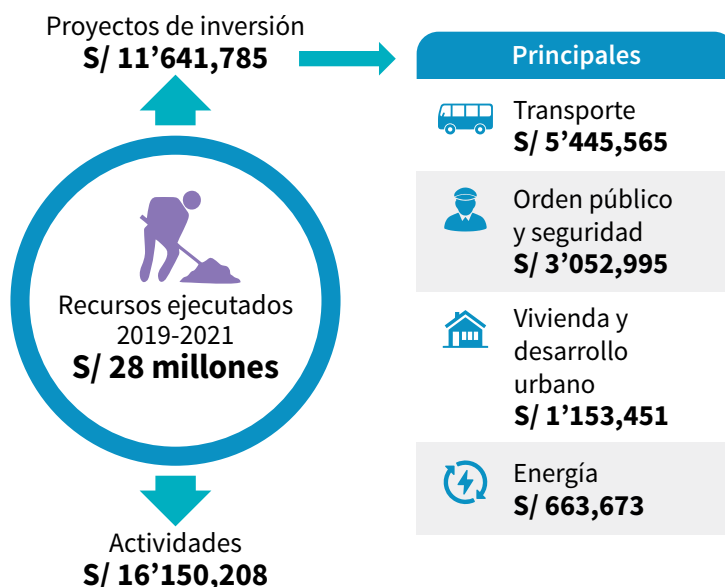 Proyectos de inversión
S/ 11’641,785
Recursos ejecutados
2019-2021
S/ 28 millones
Actividades
S/ 16’150,208
Principales
Transporte
S/ 5’445,565
Orden público
y seguridad
S/ 3’052,995
Vivienda y
desarrollo
urbano
S/ 1’153,451
Energía
S/ 663,673